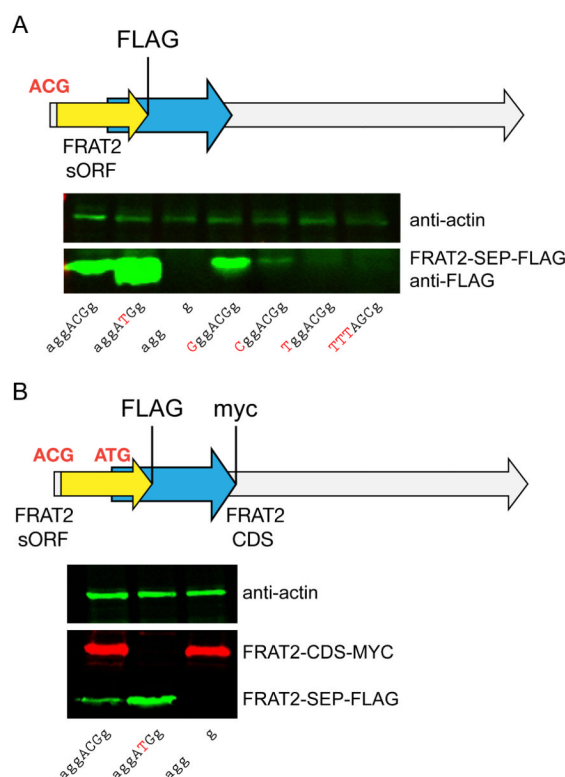 A
FLAG
ACG
FRAT2
sORF
anti-actin
FRAT2-SEP-FLAG
anti-FLAG
aggACGg
aggATGg
agg g
GggACGg
CggACGg
TggACGg
TTTAGCg
B
FLAG myc
ACG ATG
FRAT2
sORF
FRAT2
CDS
anti-actin
FRAT2-CDS-MYC
FRAT2-SEP-FLAG
aggACGg
aggATGg
agg g